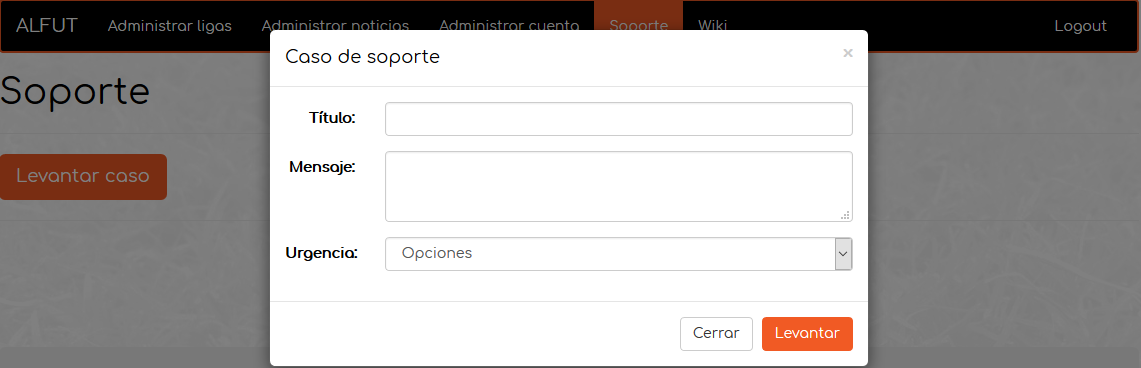 ALFUT Administrar ligas Administrar noticias Administrar cuenta Soporte Wiki Logout
Caso de soporte ×
Soporte
Título:
Mensaje:
Levantar caso
Urgencia: Opciones
Cerrar Levantar